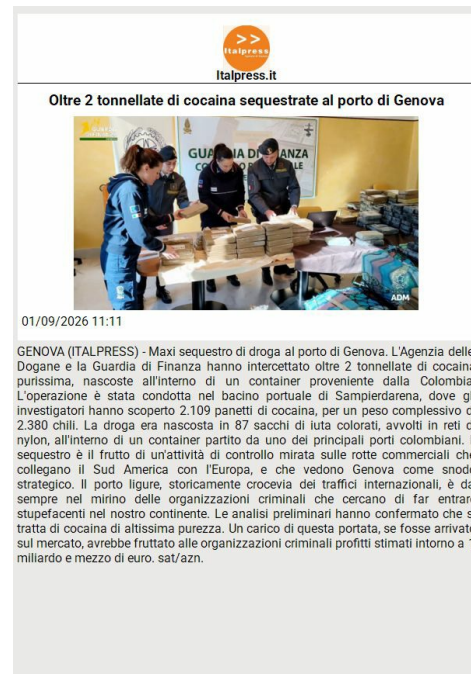 >>
Italpress
Italpress.it
Oltre 2 tonnellate di cocaina sequestrate al porto di Genova
GUARDIA DI FINANZA
ADM
01/09/2026 11:11
GENOVA (ITALPRESS) - Maxi sequestro di droga al porto di Genova. L'Agenzia delle
Dogane e la Guardia di Finanza hanno intercettato oltre 2 tonnellate di cocaina
purissima, nascoste all'interno di un container proveniente dalla Colombia
L'operazione è stata condotta nel bacino portuale di Sampierdarena, dove gl
investigatori hanno scoperto 2.109 panetti di cocaina, per un peso complessivo d
2.380 chili. La droga era nascosta in 87 sacchi di iuta colorati, avvolti in reti d
nylon, all'interno di un container partito da uno dei principali porti colombiani. I
sequestro è il frutto di un'attività di controllo mirata sulle rotte commerciali che
collegano il Sud America con l'Europa, e che vedono Genova come snodo
strategico. Il porto ligure, storicamente crocevia dei traffici internazionali, è da
sempre nel mirino delle organizzazioni criminali che cercano di far entrare
stupefacenti nel nostro continente. Le analisi preliminari hanno confermato che s
tratta di cocaina di altissima purezza. Un carico di questa portata, se fosse arrivato
sul mercato, avrebbe fruttato alle organizzazioni criminali profitti stimati intorno a 1
miliardo e mezzo di euro. sat/azn.